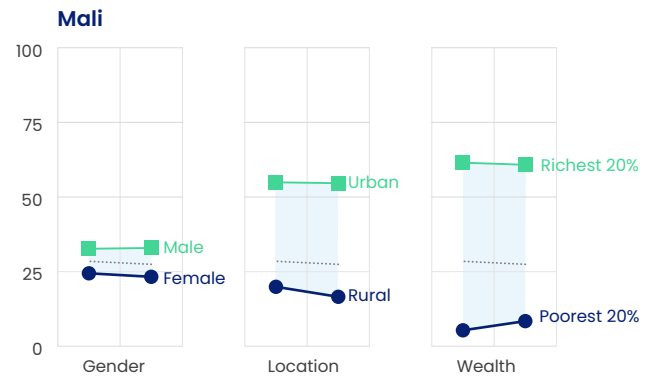 Mali
100
75
50
25
0
Male
Female
Urban
Rural
Richest 20%
Poorest 20%
Gender
Location
Wealth